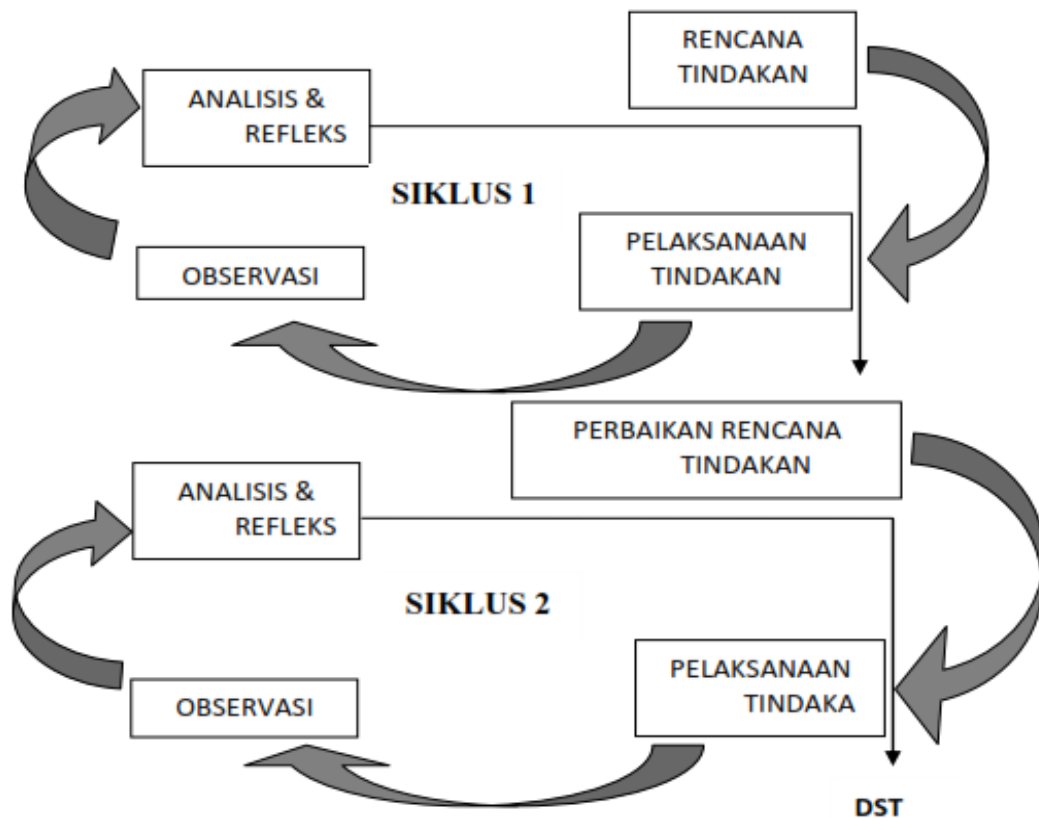 RENCANA
TINDAKAN
ANALISIS &
REFLEKS
SIKLUS 1
PELAKSANAAN
TINDAKAN
OBSERVASI
PERBAIKAN RENCANA
TINDAKAN
ANALISIS &
REFLEKS
SIKLUS 2
PELAKSANAAN
TINDAKA
OBSERVASI
DST